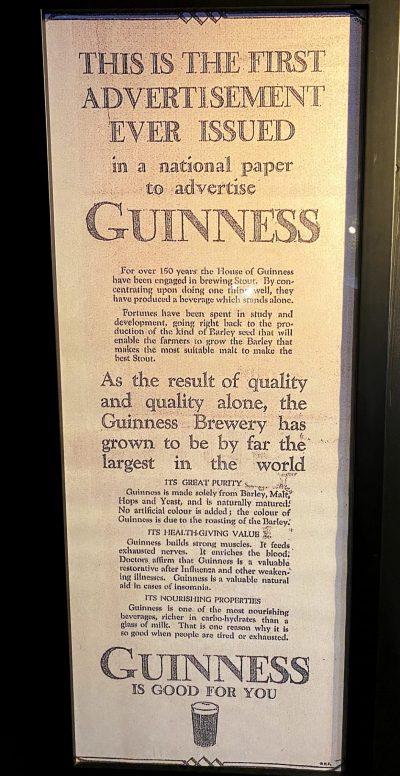 THIS IS THE FIRST
ADVERTISEMENT
EVER ISSUED
in a national paper
to advertise
GUINNESS
For over 150 years the House of Guinness
have been engaged in brewing Stout. By con-
centrating upon doing one thing well, they
have produced a beverage which stands alone.
Fortunes have been spent in study and
development, going right back to the pro-
duction of the kind of Barley seed that will
enable the farmers to grow the Barley that
makes the most suitable malt to make the
best Stout.
As the result of quality
and quality alone, the
Guinness Brewery has
grown to be by far the
largest in the world
ITS GREAT PURITY
Guinness is made solely from Barley, Malt,
Hops and Yeast, and is naturally matured.
No artificial colour is added; the colour of
Guinness is due to the roasting of the Barley.
ITS HEALTH-GIVING VALUE
Guinness builds strong muscles. It feeds
exhausted nerves. It enriches the blood.
Doctors affirm that Guinness is a valuable
restorative after Influenza and other weaken-
ing illnesses. Guinness is a valuable natural
aid in cases of insomnia.
ITS NOURISHING PROPERTIES
Guinness is one of the most nourishing
beverages, richer in carbo-hydrates than a
glass of milk. That is one reason why it is
so good when people are tired or exhausted.
GUINNESS
IS GOOD FOR YOU